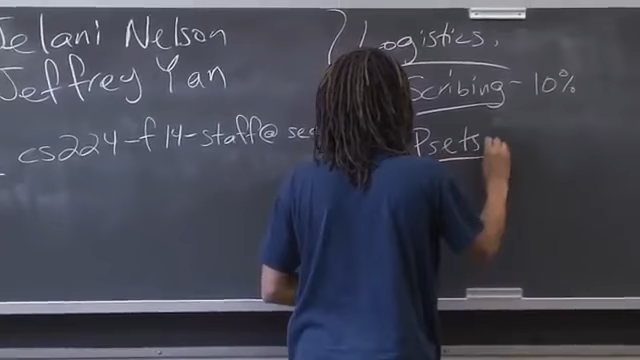 Jelani Nelson
Jeffrey Yan
cs224-f14-staff@
Logistics
Scribing - 10%
Psets